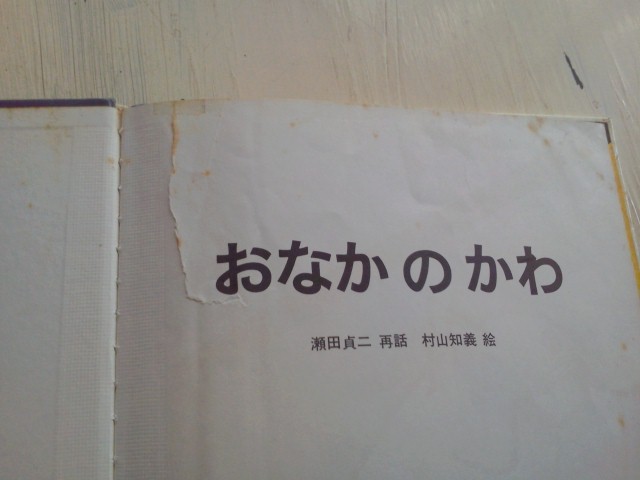 おなか の かわ
瀬田貞二 再話 村山知義 絵